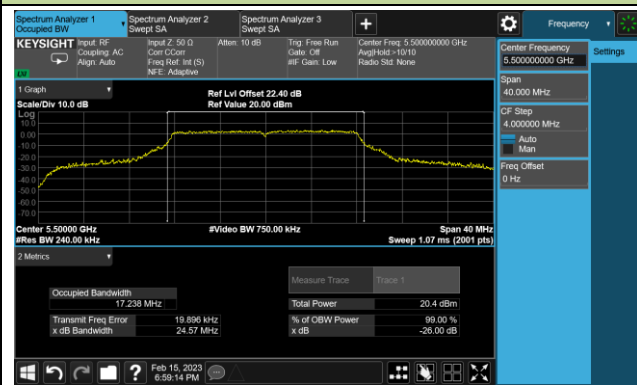 Spectrum Analyzer 1
Occupied BW
Spectrum Analyzer 2
Swept SA
Spectrum Analyzer 3
Swept SA
+
Frequency
KEYSIGHT
Input: RF
Coupling: AC
Align: Auto
Input Z: 50 Ω
Corr CCorr
Freq Ref: Int (S)
NFE: Adaptive
Atten: 10 dB
Trig: Free Run
Gate: Off
#IF Gain: Low
Center Freq: 5.500000000 GHz
Avg|Hold:>10/10
Radio Std: None
Center Frequency
5.500000000 GHz
Settings
Span
40.000 MHz
CF Step
4.000000 MHz
Auto
Man
Freq Offset
0 Hz
1 Graph
Scale/Div 10.0 dB
Ref Lvl Offset 22.40 dB
Ref Value 20.00 dBm
Log
10.0
0.00
-10.0
-20.0
-30.0
-40.0
-50.0
-60.0
-70.0
Center 5.50000 GHz
#Res BW 240.00 kHz
#Video BW 750.00 kHz
Span 40 MHz
Sweep 1.07 ms (2001 pts)
2 Metrics
Measure Trace
Trace 1
Occupied Bandwidth
17.238 MHz
Total Power
20.4 dBm
Transmit Freq Error
19.896 kHz
% of OBW Power
99.00 %
x dB Bandwidth
24.57 MHz
x dB
-26.00 dB
?
Feb 15, 2023
6:59:14 PM